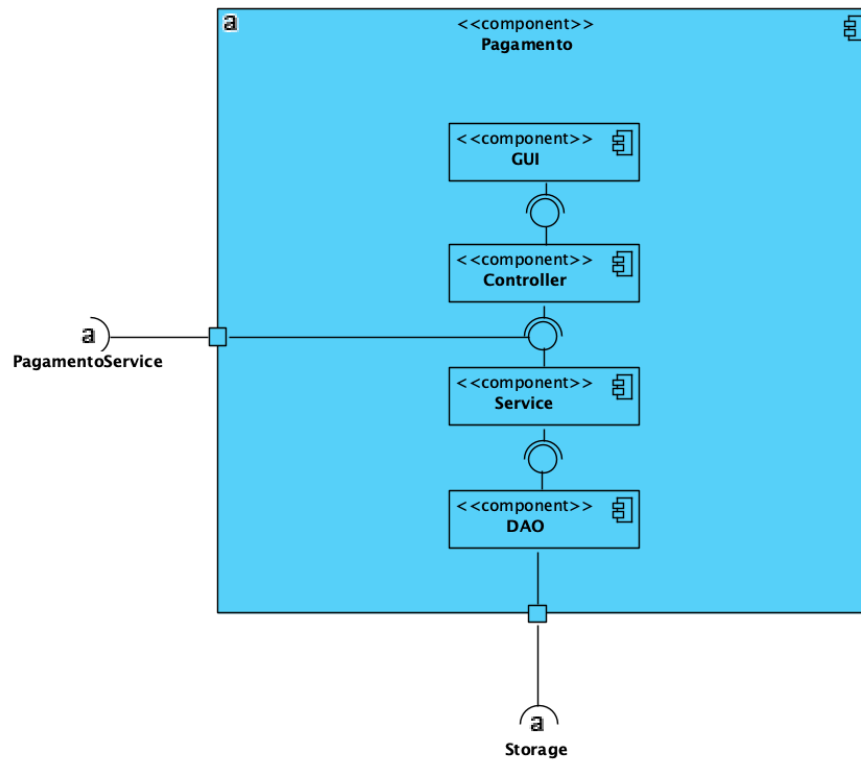 a
<<component>>
Pagamento
<<component>>
GUI
<<component>>
Controller
a
PagamentoService
<<component>>
Service
<<component>>
DAO
a
Storage